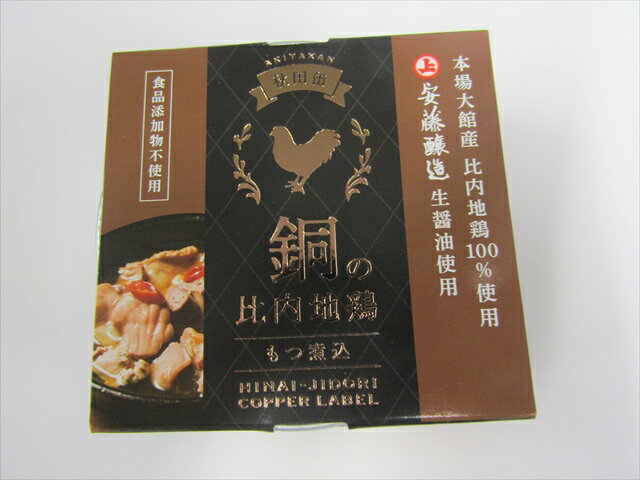 本場大館産 比内地鶏100%使用
上 安藤醸造 生醤油使用
AKITAKAN
秋田缶
銅の
比内地鶏
もつ煮込
HINAI-JIDORI
COPPER LABEL
食品添加物不使用